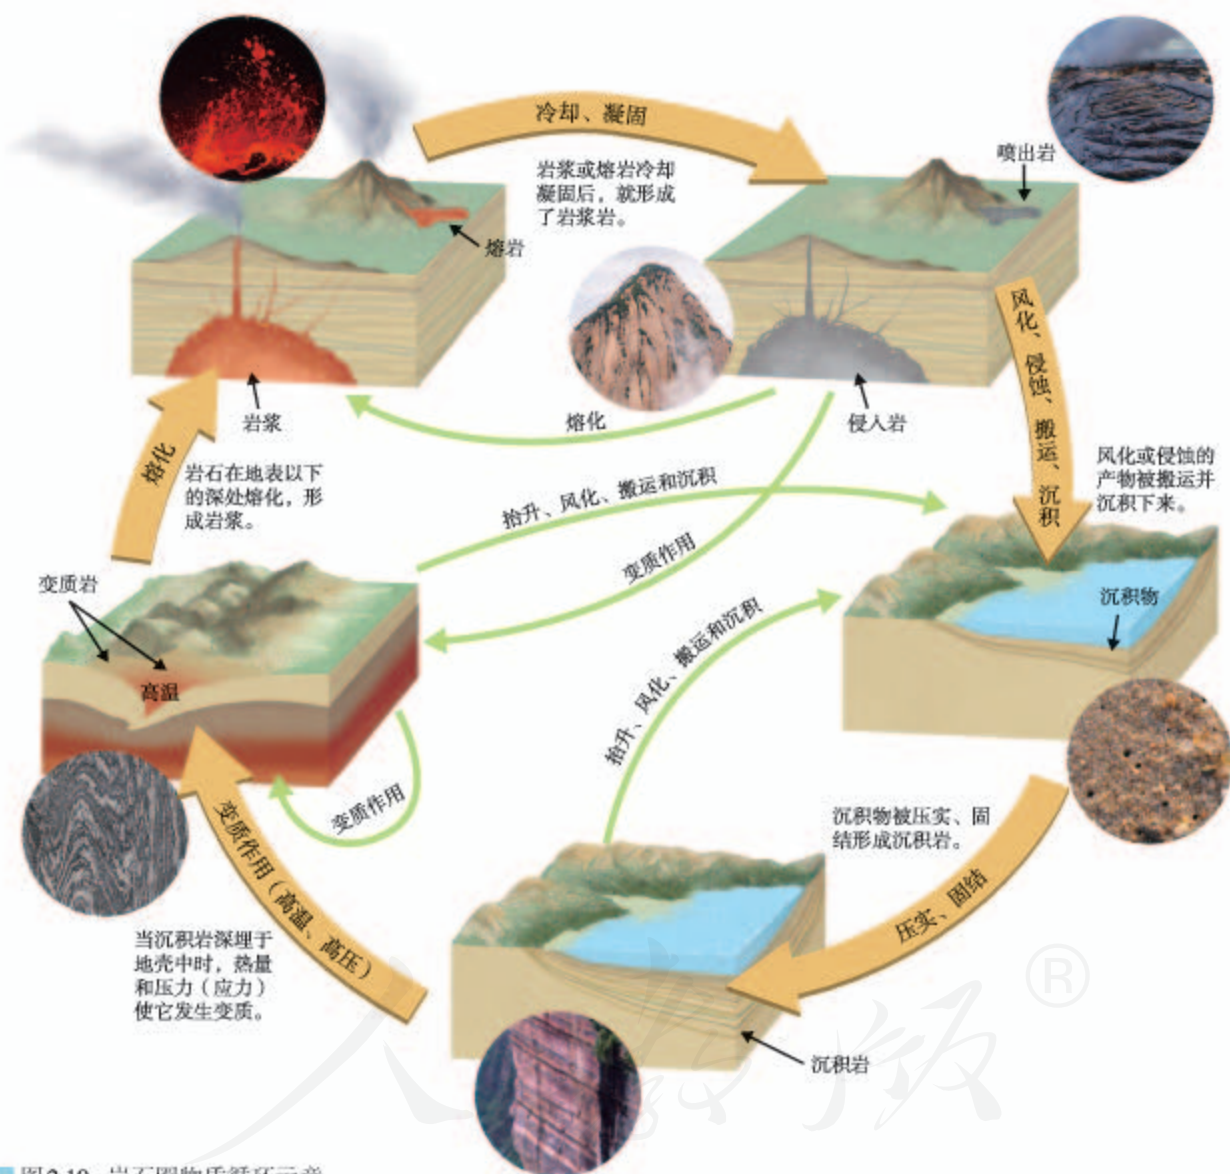 冷却、凝固
喷出岩
岩浆或熔岩冷却
凝固后，就形成
了岩浆岩。
熔岩
风化、侵蚀、搬运、沉积
岩浆
熔化
侵入岩
熔化
岩石在地表以下
的深处熔化，形
成岩浆。
抬升、风化、搬运和沉积
风化或侵蚀的
产物被搬运并
沉积下来。
变质作用
变质岩
沉积物
高温
抬升、风化、搬运和沉积
变质作用
沉积物被压实、固
结形成沉积岩。
变质作用（高温、高压）
压实、固结
当沉积岩深埋于
地壳中时，热量
和压力（应力）
使它发生变质。
沉积岩
人教版®